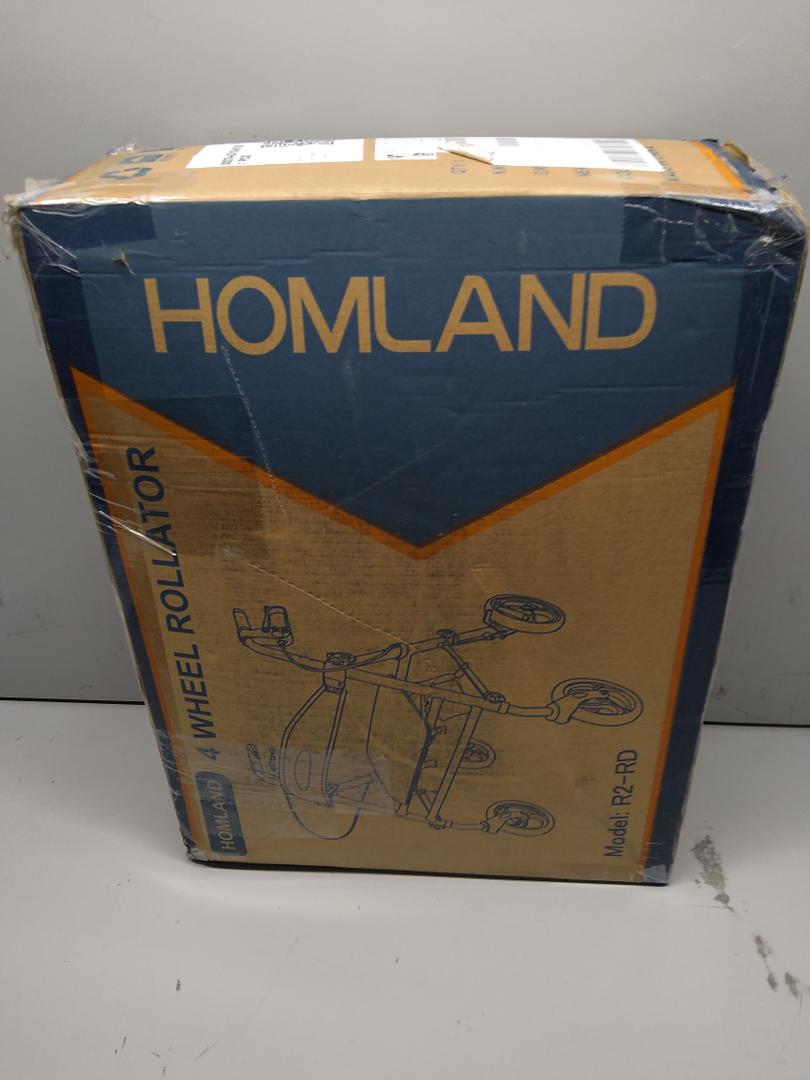 HOMLAND
HOMLAND 4 WHEEL ROLLATOR
Model: R2-RD